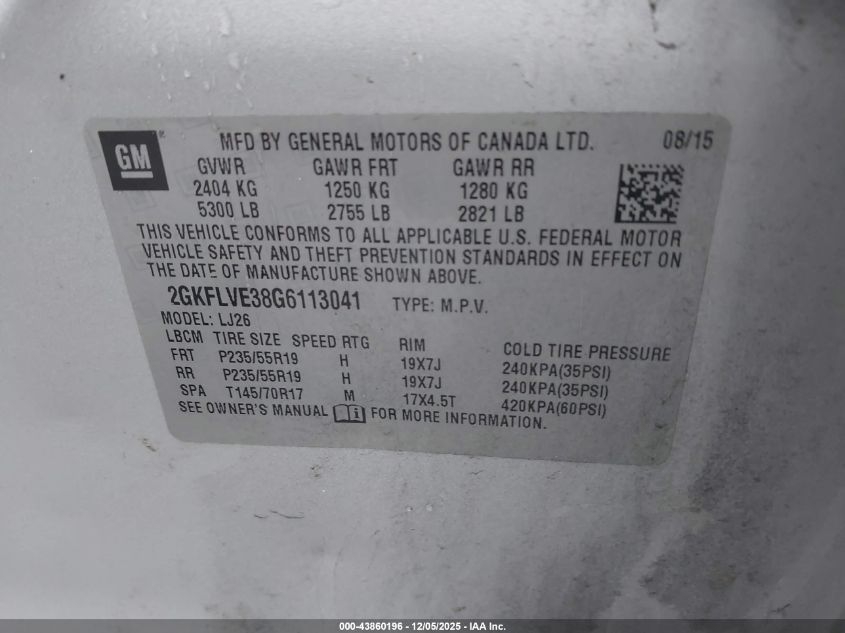 GM
MFD BY GENERAL MOTORS OF CANADA LTD. 08/15
GVWR GAWR FRT GAWR RR
2404 KG 1250 KG 1280 KG
5300 LB 2755 LB 2821 LB
THIS VEHICLE CONFORMS TO ALL APPLICABLE U.S. FEDERAL MOTOR
VEHICLE SAFETY AND THEFT PREVENTION STANDARDS IN EFFECT ON
THE DATE OF MANUFACTURE SHOWN ABOVE.
2GKFLVE38G6113041 TYPE: M.P.V.
MODEL: LJ26
LBCM TIRE SIZE SPEED RTG RIM COLD TIRE PRESSURE
FRT P235/55R19 H 19X7J 240KPA(35PSI)
RR P235/55R19 H 19X7J 240KPA(35PSI)
SPA T145/70R17 M 17X4.5T 420KPA(60PSI)
SEE OWNER'S MANUAL FOR MORE INFORMATION.
000-43860196 - 12/05/2025 - IAA Inc.